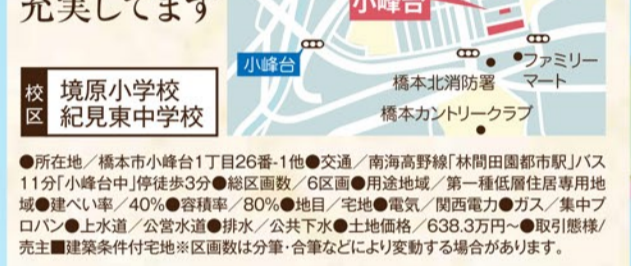 充実してます
校区
境原小学校
紀見東中学校
小峰台
小峰台
ファミリー
マート
橋本北消防署
橋本カントリークラブ
●所在地／橋本市小峰台1丁目26番-1他●交通／南海高野線「林間田園都市駅」バス
11分「小峰台中」停徒歩3分●総区画数／6区画●用途地域／第一種低層住居専用地
域●建ぺい率／40%●容積率／80%●地目／宅地●電気／関西電力●ガス／集中プ
ロパン●上水道／公営水道●排水／公共下水●土地価格／638.3万円〜●取引態様/
売主■建築条件付宅地※区画数は分筆・合筆などにより変動する場合があります。